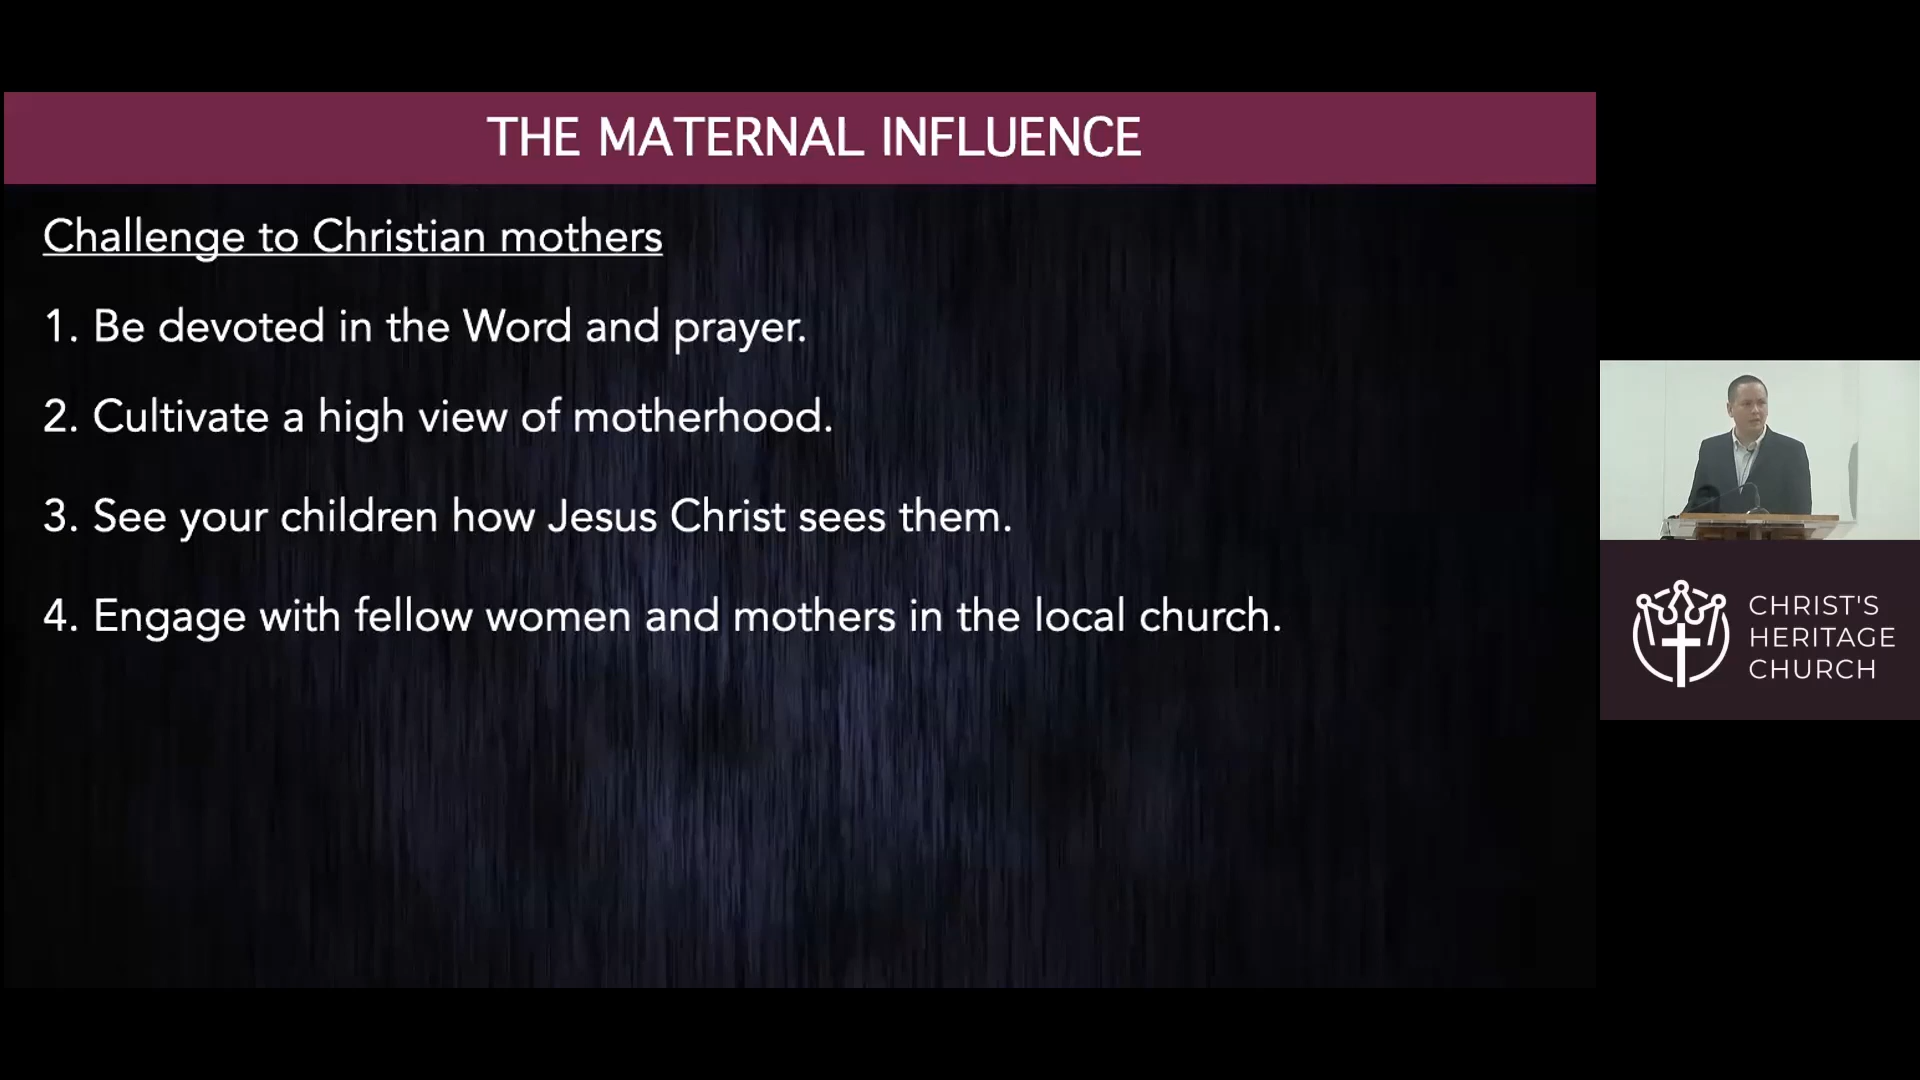 THE MATERNAL INFLUENCE
Challenge to Christian mothers
1. Be devoted in the Word and prayer.
2. Cultivate a high view of motherhood.
3. See your children how Jesus Christ sees them.
4. Engage with fellow women and mothers in the local church.
CHRIST'S
HERITAGE
CHURCH